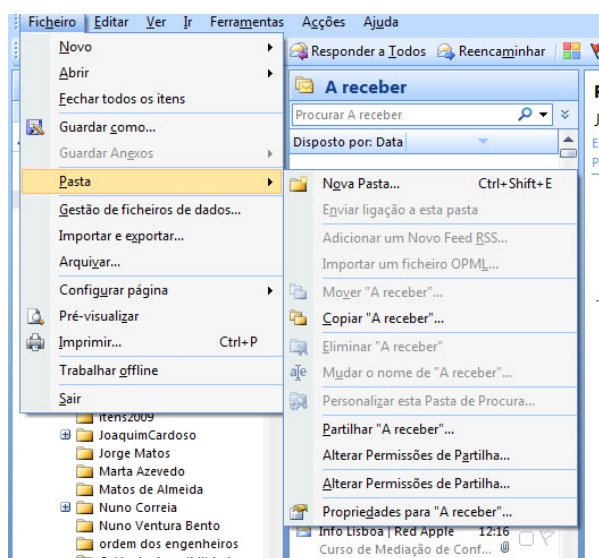 Ficheiro Editar Ver Ir Ferramentas Acções Ajuda
Responder a Todos Reencaminhar
Novo
Abrir
Fechar todos os itens
Guardar como...
Guardar Anexos
Pasta
Gestão de ficheiros de dados...
Importar e exportar...
Arquivar...
Configurar página
Pré-visualizar
Imprimir... Ctrl+P
Trabalhar offline
Sair
A receber
Procurar A receber
Disposto por: Data
Nova Pasta... Ctrl+Shift+E
Enviar ligação a esta pasta
Adicionar um Novo Feed RSS...
Importar um ficheiro OPML...
Mover "A receber"...
Copiar "A receber"...
Eliminar "A receber"
Mudar o nome de "A receber"...
Personalizar esta Pasta de Procura...
Partilhar "A receber"...
Alterar Permissões de Partilha...
Alterar Permissões de Partilha...
Propriedades para "A receber"...
itens2009
JoaquimCardoso
Jorge Matos
Marta Azevedo
Matos de Almeida
Nuno Correia
Nuno Ventura Bento
ordem dos engenheiros
Info Lisboa | Red Apple 12:16
Curso de Mediação de Conf...